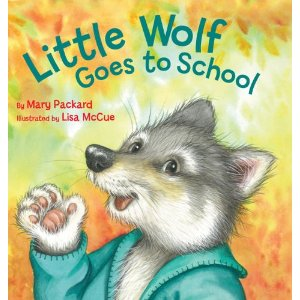 Little Wolf
Goes to School
By Mary Packard
Illustrated by Lisa McCue